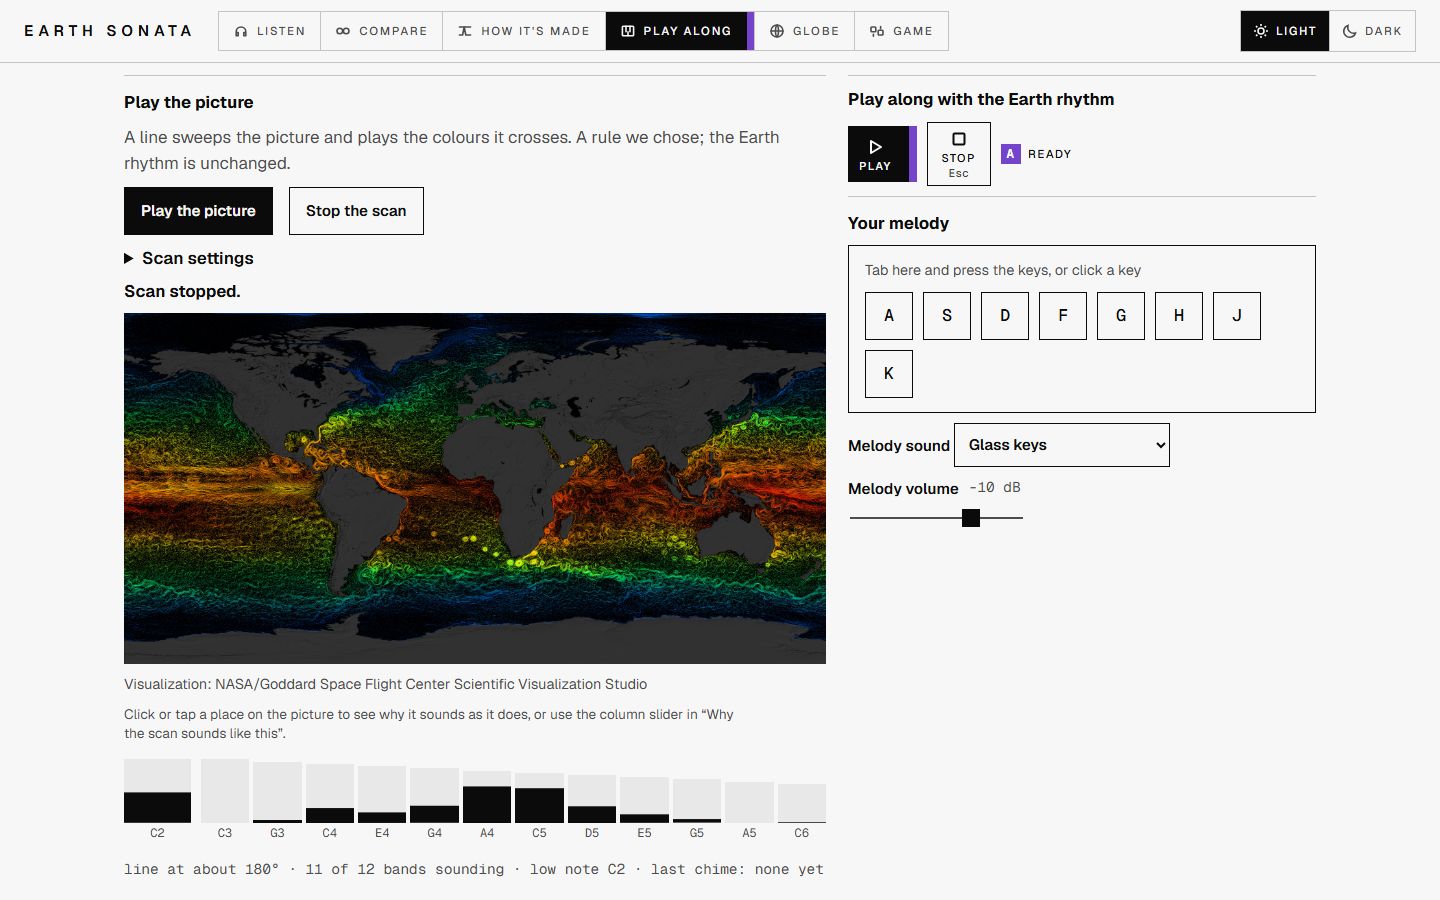 EARTH SONATA
LISTEN
COMPARE
HOW IT'S MADE
PLAY ALONG
GLOBE
GAME
LIGHT
DARK
Play the picture
A line sweeps the picture and plays the colours it crosses. A rule we chose; the Earth
rhythm is unchanged.
Play the picture
Stop the scan
Scan settings
Scan stopped.
Visualization: NASA/Goddard Space Flight Center Scientific Visualization Studio
Click or tap a place on the picture to see why it sounds as it does, or use the column slider in “Why
the scan sounds like this”.
C2 C3 G3 C4 E4 G4 A4 C5 D5 E5 G5 A5 C6
line at about 180° · 11 of 12 bands sounding · low note C2 · last chime: none yet
Play along with the Earth rhythm
PLAY
STOP
Esc
A READY
Your melody
Tab here and press the keys, or click a key
A S D F G H J
K
Melody sound Glass keys
Melody volume -10 dB